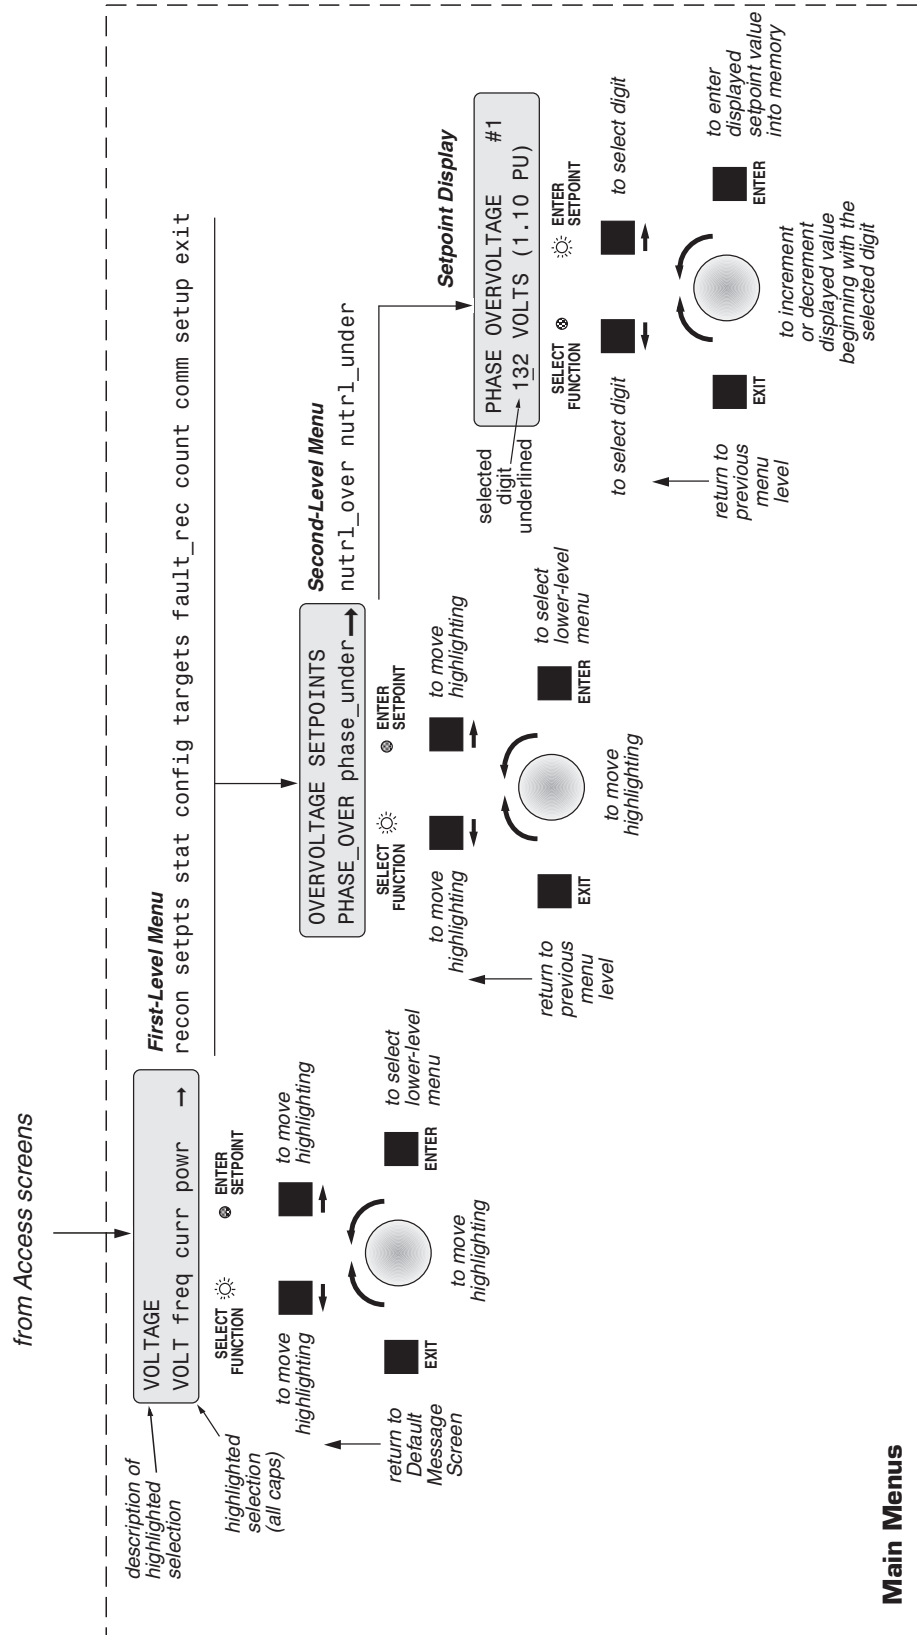 from Access screens
description of
highlighted
selection
highlighted
selection
(all caps)
First-Level Menu
VOLTAGE
VOLT freq curr powr →
recon setpts stat config targets fault_rec count comm setup exit
SELECT
FUNCTION
ENTER
SETPOINT
to move
highlighting
to move
highlighting
return to
Default
Message
Screen
EXIT
to move
highlighting
ENTER
to select
lower-level
menu
Second-Level Menu
OVERVOLTAGE SETPOINTS
PHASE_OVER phase_under→
nutrl_over nutrl_under
SELECT
FUNCTION
ENTER
SETPOINT
to move
highlighting
to move
highlighting
return to
previous
menu
level
EXIT
to move
highlighting
ENTER
to select
lower-level
menu
Setpoint Display
PHASE OVERVOLTAGE #1
132 VOLTS (1.10 PU)
selected
digit
underlined
SELECT
FUNCTION
ENTER
SETPOINT
to select digit
to select digit
return to
previous
menu
level
EXIT
to increment
or decrement
displayed value
beginning with the
selected digit
ENTER
to enter
displayed
setpoint value
into memory
Main Menus